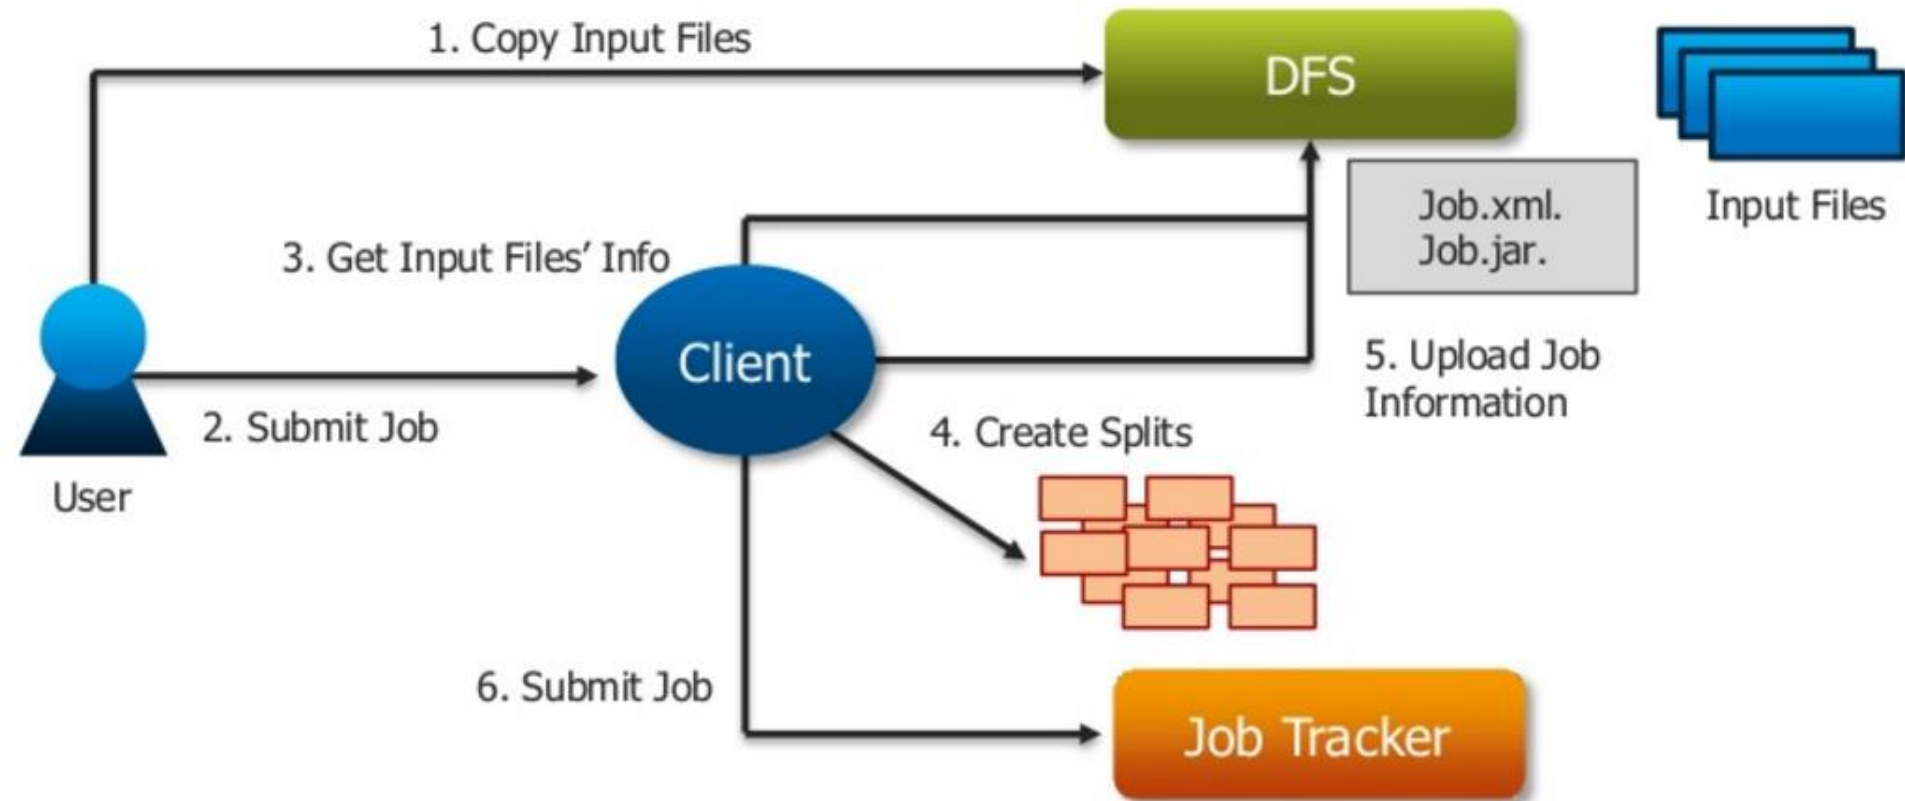 1. Copy Input Files
DFS
Job.xml.
Job.jar.
Input Files
3. Get Input Files’ Info
Client
5. Upload Job
Information
2. Submit Job
4. Create Splits
User
6. Submit Job
Job Tracker